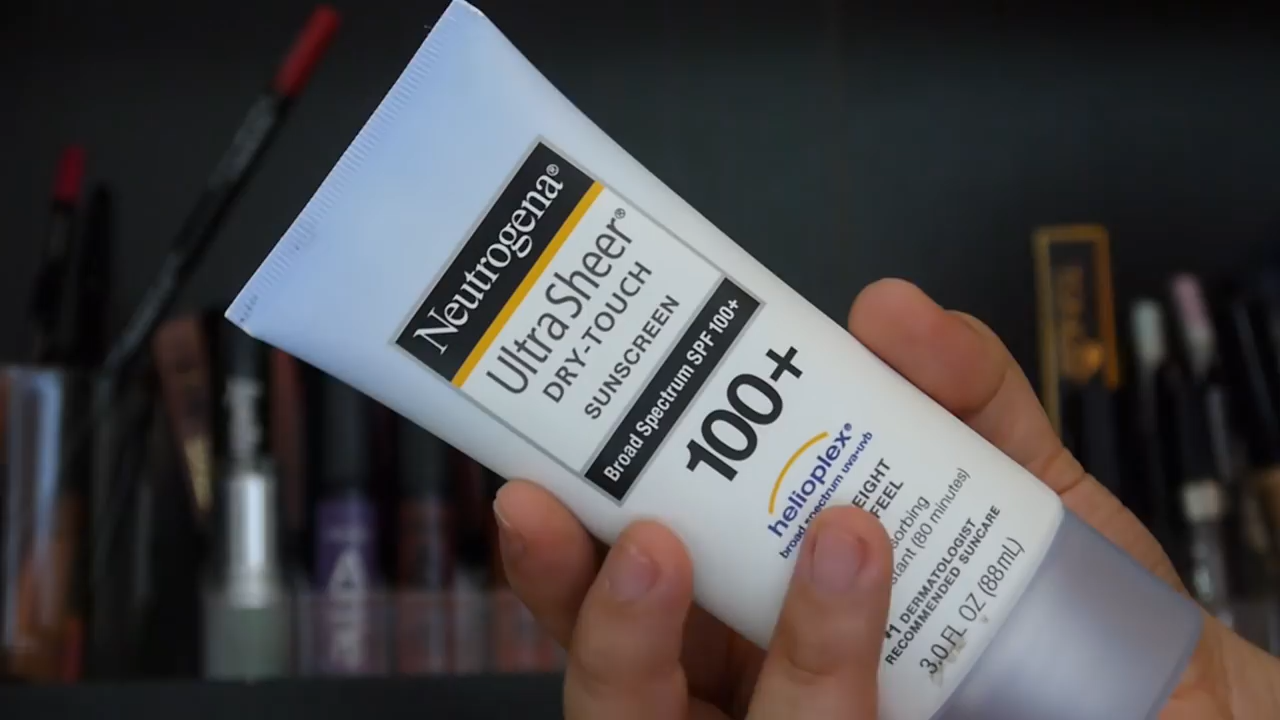 Neutrogena®
Ultra Sheer®
DRY-TOUCH
SUNSCREEN
Broad Spectrum SPF 100+
100+
helioplex®
broad spectrum uva•uvb
EIGHT
FEEL
sorbing
stant (80 minutes)
#1 DERMATOLOGIST
RECOMMENDED SUNCARE
3.0 FL OZ (88mL)